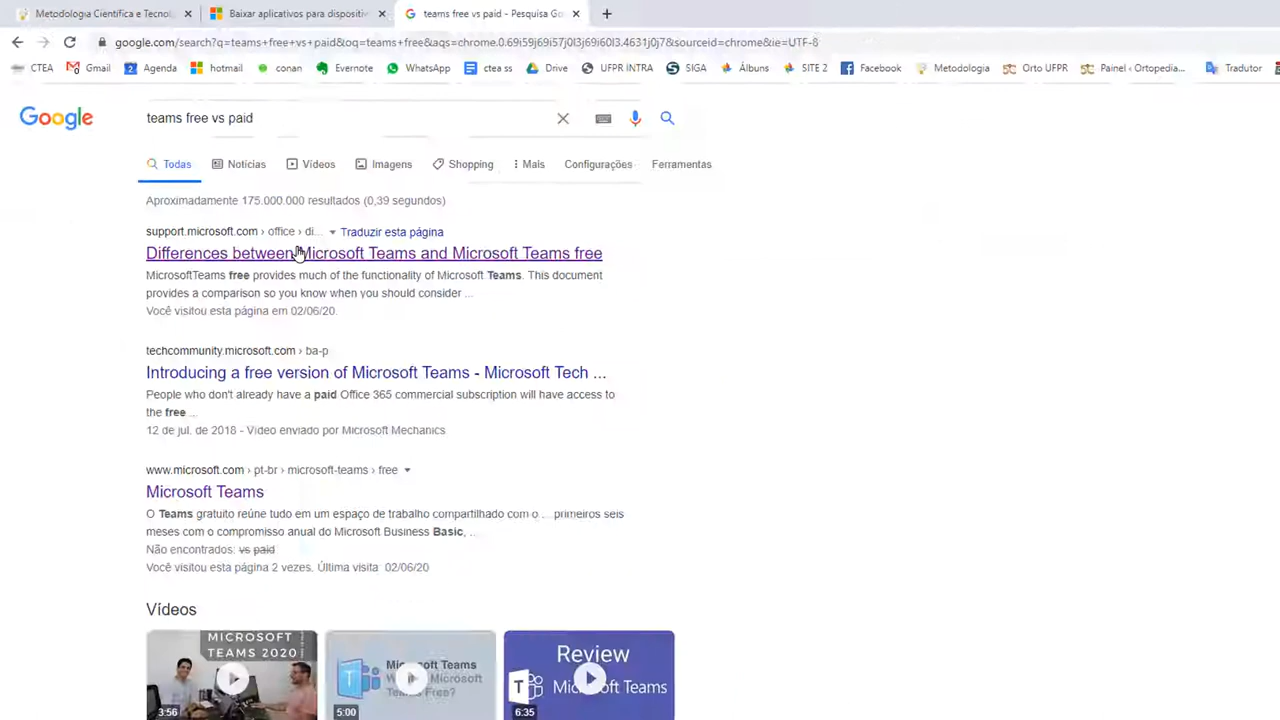 Metodologia Científica e Tecnol
Baixar aplicativos para dispositi
teams free vs paid - Pesquisa Go
google.com/search?q=teams+free+vs+paid&oq=teams+free&aqs=chrome.0.69i59j69i57j0l3j69i60l3.4631j0j7&sourceid=chrome&ie=UTF-8
CTEA Gmail Agenda hotmail conan Evernote WhatsApp ctea ss Drive UFPR INTRA SIGA Álbuns SITE 2 Facebook Metodologia Orto UFPR Painel ‹ Ortopedia... Tradutor
Google
teams free vs paid
Todas Notícias Vídeos Imagens Shopping Mais Configurações Ferramentas
Aproximadamente 175.000.000 resultados (0,39 segundos)
support.microsoft.com › office › di... Traduzir esta página
Differences between Microsoft Teams and Microsoft Teams free
MicrosoftTeams free provides much of the functionality of Microsoft Teams. This document
provides a comparison so you know when you should consider ...
Você visitou esta página em 02/06/20.
techcommunity.microsoft.com › ba-p
Introducing a free version of Microsoft Teams - Microsoft Tech ...
People who don't already have a paid Office 365 commercial subscription will have access to
the free ...
12 de jul. de 2018 - Vídeo enviado por Microsoft Mechanics
www.microsoft.com › pt-br › microsoft-teams › free
Microsoft Teams
O Teams gratuito reúne tudo em um espaço de trabalho compartilhado com o ... primeiros seis
meses com o compromisso anual do Microsoft Business Basic, ...
Não encontrados: vs paid
Você visitou esta página 2 vezes. Última visita 02/06/20
Vídeos
MICROSOFT
TEAMS 2020
3:56
Microsoft Teams
Microsoft
Teams Free?
5:00
Review
Microsoft Teams
6:35